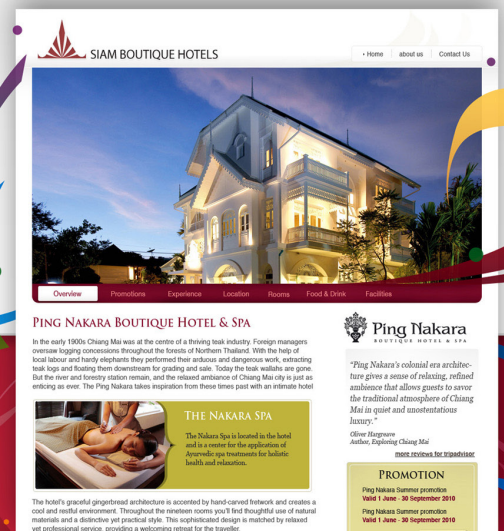 SIAM BOUTIQUE HOTELS
Home about us Contact Us
Overview Promotions Experience Location Rooms Food & Drink Facilities
PING NAKARA BOUTIQUE HOTEL & SPA
In the early 1900s Chiang Mai was at the centre of a thriving teak industry. Foreign managers
oversaw logging concessions throughout the forests of Northern Thailand. With the help of
local labour and hardy elephants they performed their arduous and dangerous work, extracting
teak logs and floating them downstream for grading and sale. Today the teak wallahs are gone.
But the river and forestry station remain, and the relaxed ambiance of Chiang Mai city is just as
enticing as ever. The Ping Nakara takes inspiration from these times past with an intimate hotel
THE NAKARA SPA
The Nakara Spa is located in the hotel
and is a center for the application of
Ayurvedic spa treatments for holistic
health and relaxation.
The hotel's graceful gingerbread architecture is accented by hand-carved fretwork and creates a
cool and restful environment. Throughout the nineteen rooms you'll find thoughtful use of natural
materials and a distinctive yet practical style. This sophisticated design is matched by relaxed
yet professional service, providing a welcoming retreat for the traveller.
Ping Nakara
BOUTIQUE HOTEL & SPA
"Ping Nakara's colonial era architec-
ture gives a sense of relaxing, refined
ambience that allows guests to savor
the traditional atmosphere of Chiang
Mai in quiet and unostentatious
luxury."
Oliver Hargreave
Author, Exploring Chiang Mai
more reviews for tripadvisor
PROMOTION
Ping Nakara Summer promotion
Valid 1 June - 30 September 2010
Ping Nakara Summer promotion
Valid 1 June - 30 September 2010